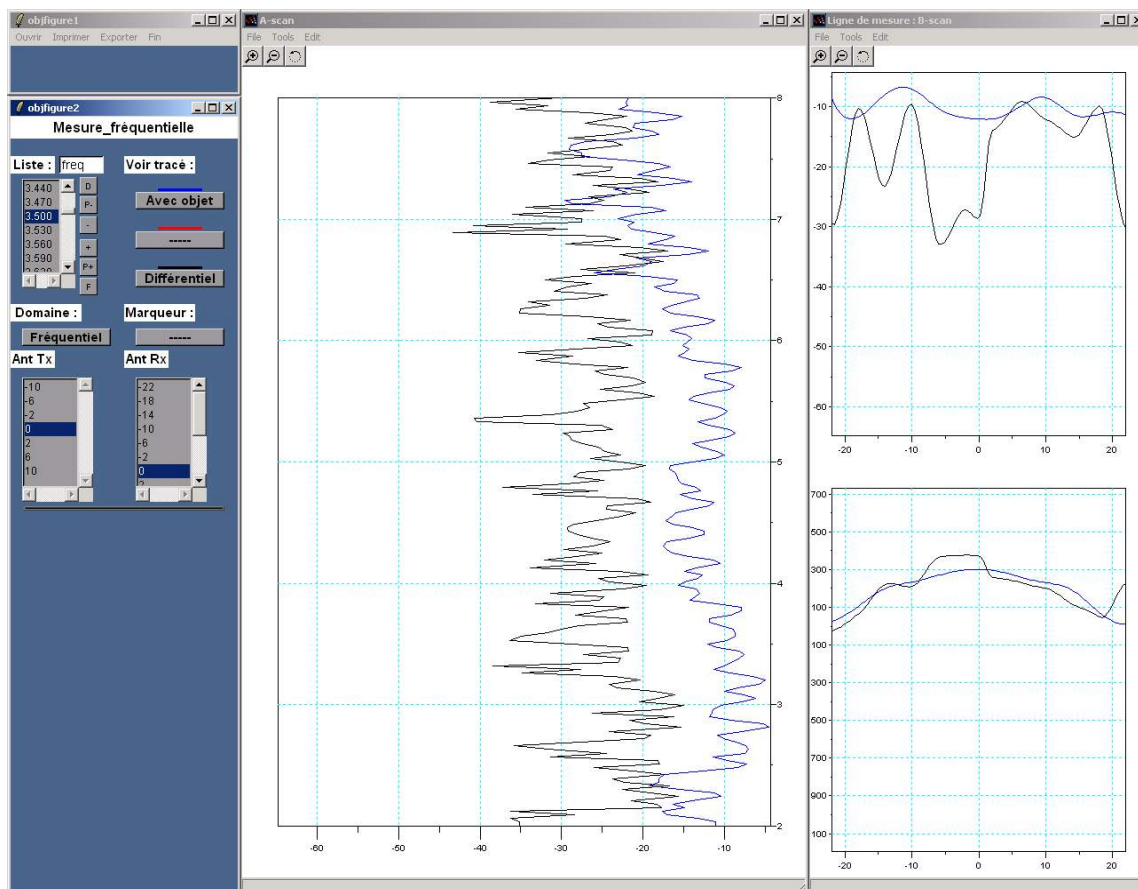 objfigure1
Ouvrir Imprimer Exporter Fin
objfigure2
Mesure_fréquentielle
Liste : freq Voir tracé :
3.440
3.470
3.500
3.530
3.560
3.590
D
P-
-
+
P+
F
Avec objet
-----
Différentiel
Domaine : Marqueur :
Fréquentiel -----
Ant Tx Ant Rx
-10 -22
-6 -18
-2 -14
0 -10
2 -6
6 -2
10 0
A-scan
File Tools Edit
8
7
6
5
4
3
2
-60 -50 -40 -30 -20 -10
Ligne de mesure : B-scan
File Tools Edit
-10
-20
-30
-40
-50
-60
-20 -10 0 10 20
700
500
300
100
100
300
500
700
900
100
-20 -10 0 10 20